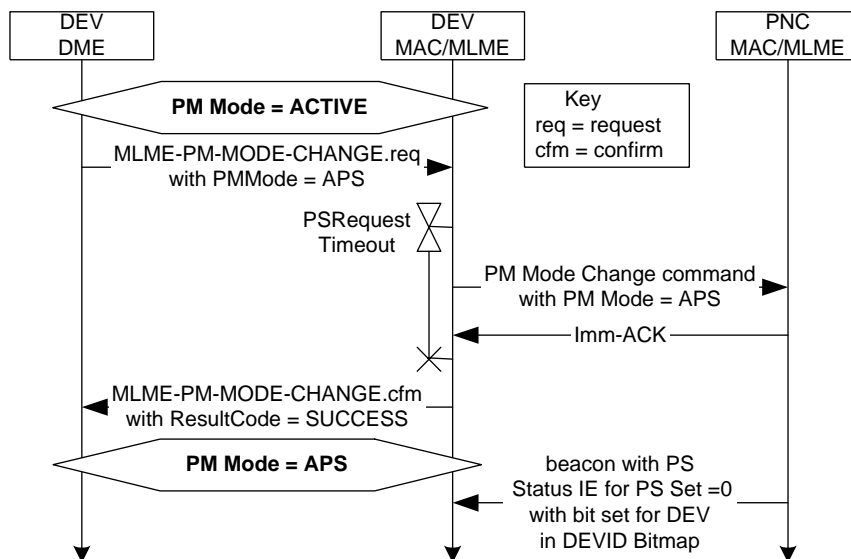 DEV
DME
DEV
MAC/MLME
PNC
MAC/MLME
PM Mode = ACTIVE
Key
req = request
cfm = confirm
MLME-PM-MODE-CHANGE.req
with PMMode = APS
PSRequest
Timeout
PM Mode Change command
with PM Mode = APS
Imm-ACK
MLME-PM-MODE-CHANGE.cfm
with ResultCode = SUCCESS
PM Mode = APS
beacon with PS
Status IE for PS Set =0
with bit set for DEV
in DEVID Bitmap